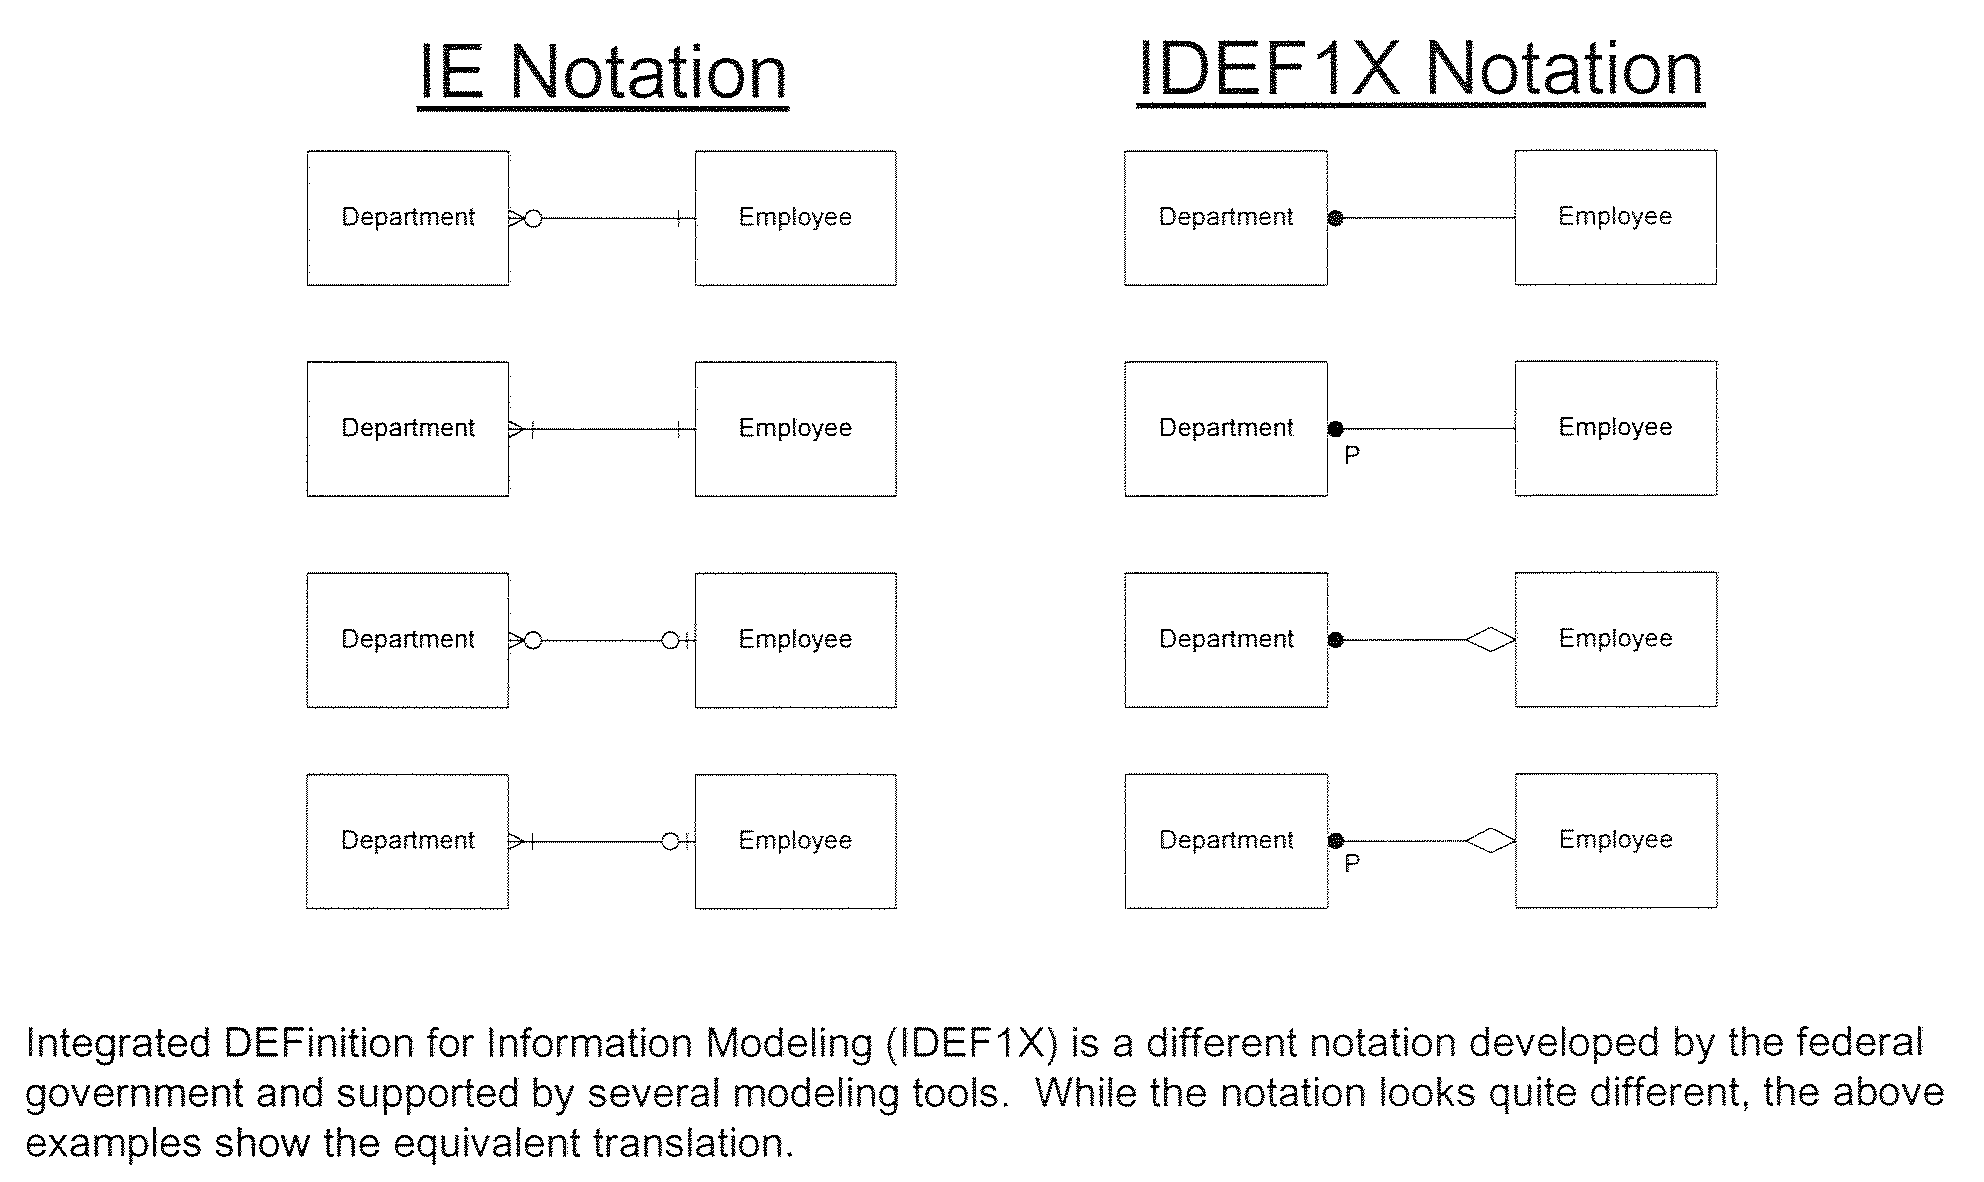 IE Notation
IDEF1X Notation
Department
Employee
Department
Employee
Department
Employee
Department
P
Employee
Department
Employee
Department
Employee
Department
Employee
Department
P
Employee
Integrated DEFinition for Information Modeling (IDEF1X) is a different notation developed by the federal
government and supported by several modeling tools.  While the notation looks quite different, the above
examples show the equivalent translation.